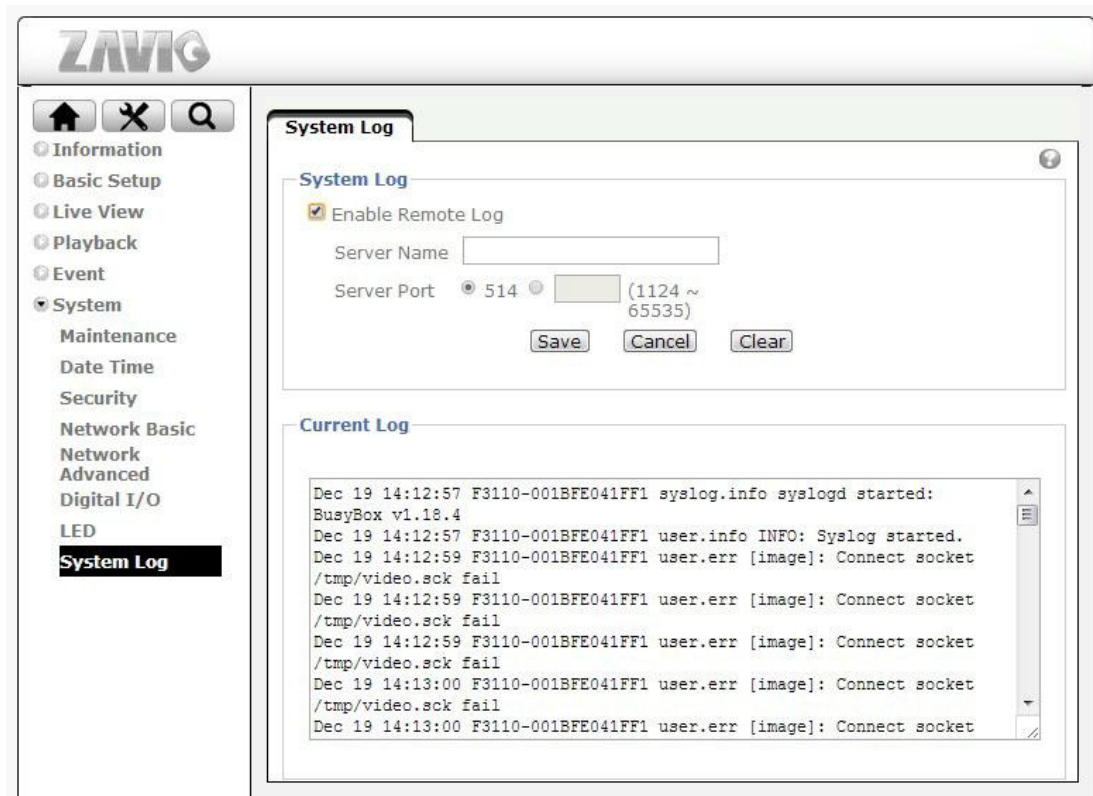 ZAVIO
Information
Basic Setup
Live View
Playback
Event
System
Maintenance
Date Time
Security
Network Basic
Network
Advanced
Digital I/O
LED
System Log
System Log
System Log
Enable Remote Log
Server Name
Server Port 514 (1124 ~
65535)
Save Cancel Clear
Current Log
Dec 19 14:12:57 F3110-001BFE041FF1 syslog.info syslogd started:
BusyBox v1.18.4
Dec 19 14:12:57 F3110-001BFE041FF1 user.info INFO: Syslog started.
Dec 19 14:12:59 F3110-001BFE041FF1 user.err [image]: Connect socket
/tmp/video.sck fail
Dec 19 14:12:59 F3110-001BFE041FF1 user.err [image]: Connect socket
/tmp/video.sck fail
Dec 19 14:12:59 F3110-001BFE041FF1 user.err [image]: Connect socket
/tmp/video.sck fail
Dec 19 14:13:00 F3110-001BFE041FF1 user.err [image]: Connect socket
/tmp/video.sck fail
Dec 19 14:13:00 F3110-001BFE041FF1 user.err [image]: Connect socket